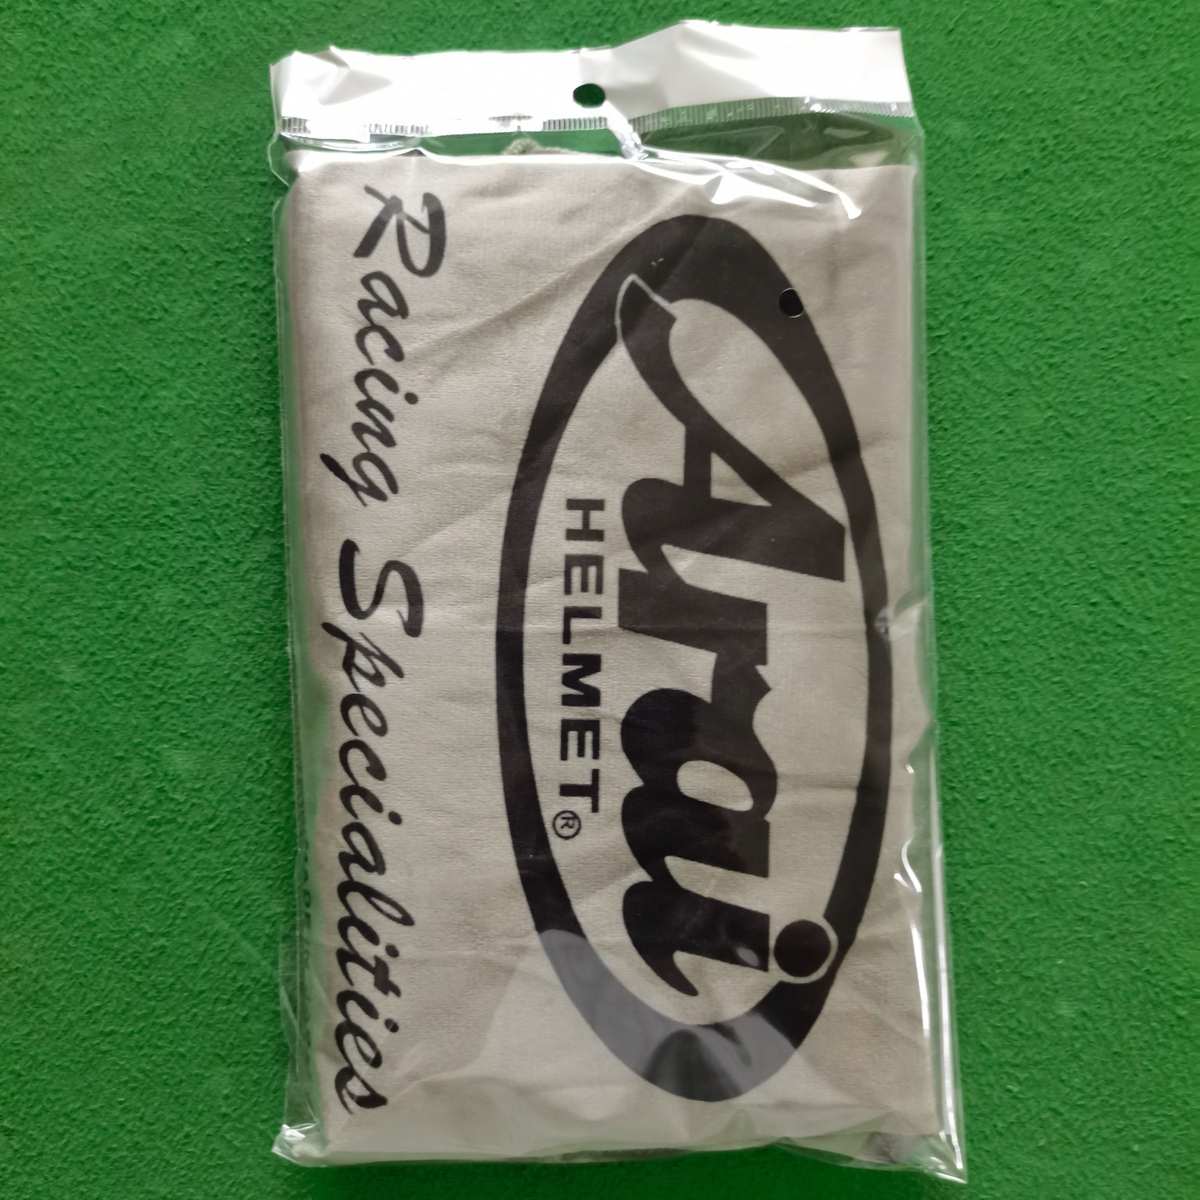 Arai
HELMET®
Racing Specialities